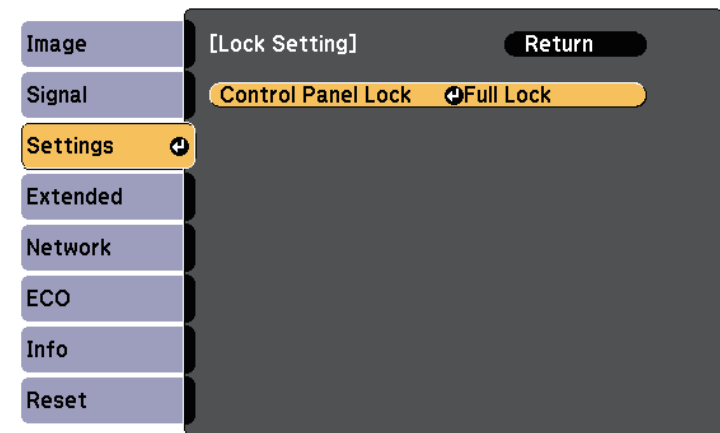 Image
Signal
Settings
Extended
Network
ECO
Info
Reset
[Lock Setting] Return
Control Panel Lock Full Lock